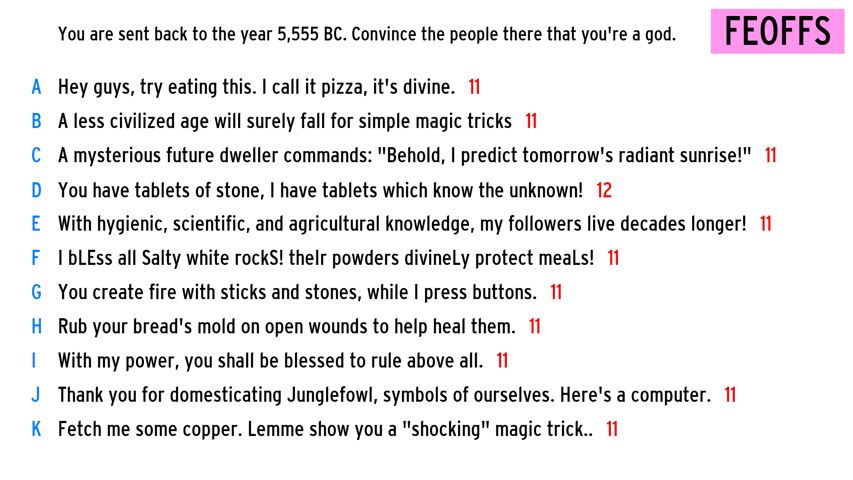 You are sent back to the year 5,555 BC. Convince the people there that you're a god.
FEOFFS
A Hey guys, try eating this. I call it pizza, it's divine. 11
B A less civilized age will surely fall for simple magic tricks 11
C A mysterious future dweller commands: "Behold, I predict tomorrow's radiant sunrise!" 11
D You have tablets of stone, I have tablets which know the unknown! 12
E With hygienic, scientific, and agricultural knowledge, my followers live decades longer! 11
F I bLEss all Salty white rockS! theIr powders divineLy protect meaLs! 11
G You create fire with sticks and stones, while I press buttons. 11
H Rub your bread's mold on open wounds to help heal them. 11
I With my power, you shall be blessed to rule above all. 11
J Thank you for domesticating Junglefowl, symbols of ourselves. Here's a computer. 11
K Fetch me some copper. Lemme show you a "shocking" magic trick.. 11